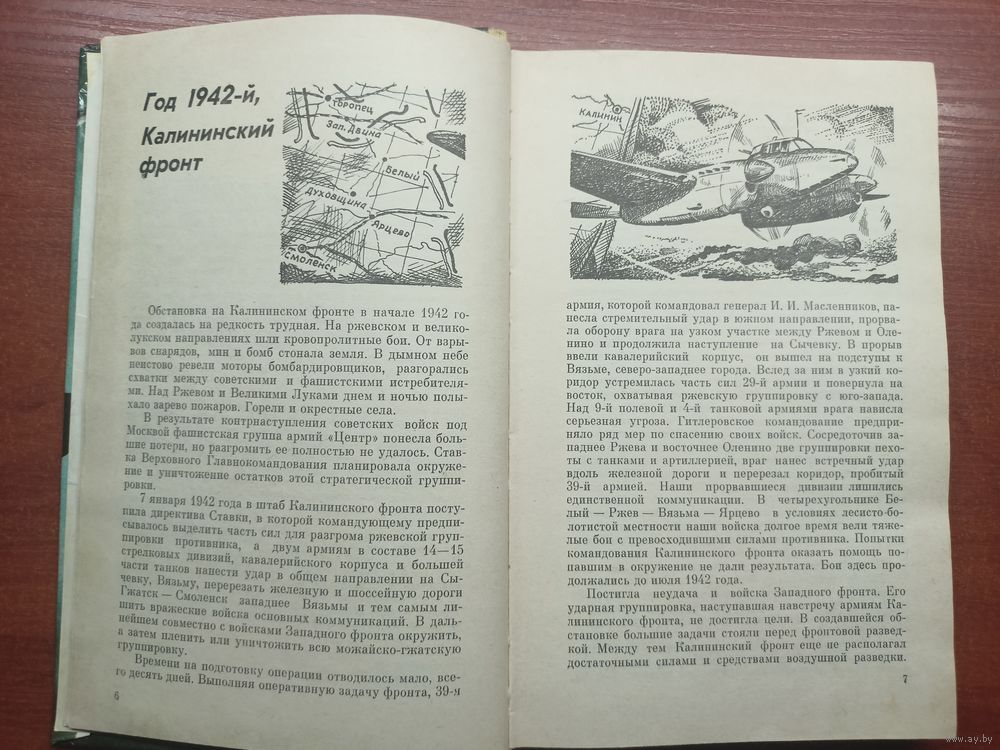 Год 1942-й,
Калининский
фронт
ТОРОПЕЦ
ЗАП. ДВИНА
БЕЛЫЙ
ДУХОВЩИНА
ЯРЦЕВО
СМОЛЕНСК
Обстановка на Калининском фронте в начале 1942 го-
да создалась на редкость трудная. На ржевском и велико-
лукском направлениях шли кровопролитные бои. От взры-
вов снарядов, мин и бомб стонала земля. В дымном небе
неистово ревели моторы бомбардировщиков, разгорались
схватки между советскими и фашистскими истребителя-
ми. Над Ржевом и Великими Луками днем и ночью полы-
хало зарево пожаров. Горели и окрестные села.
В результате контрнаступления советских войск под
Москвой фашистская группа армий «Центр» понесла боль-
шие потери, но разгромить ее полностью не удалось. Став-
ка Верховного Главнокомандования планировала окруже-
ние и уничтожение остатков этой стратегической группи-
ровки.
7 января 1942 года в штаб Калининского фронта посту-
пила директива Ставки, в которой командующему предпи-
сывалось выделить часть сил для разгрома ржевской груп-
пировки противника, а двум армиям в составе 14—15
стрелковых дивизий, кавалерийского корпуса и большей
части танков нанести удар в общем направлении на Сы-
чевку, Вязьму, перерезать железную и шоссейную дороги
Гжатск — Смоленск западнее Вязьмы и тем самым ли-
шить вражеские войска основных коммуникаций. В даль-
нейшем совместно с войсками Западного фронта окружить,
а затем пленить или уничтожить всю можайско-гжатскую
группировку.
Времени на подготовку операции отводилось мало, все-
го десять дней. Выполняя оперативную задачу фронта, 39-я
6
КАЛИНИН
армия, которой командовал генерал И. И. Масленников, на-
несла стремительный удар в южном направлении, прорва-
ла оборону врага на узком участке между Ржевом и Оле-
нино и продолжила наступление на Сычевку. В прорыв
ввели кавалерийский корпус, он вышел на подступы к
Вязьме, северо-западнее города. Вслед за ним в узкий ко-
ридор устремилась часть сил 29-й армии и повернула на
восток, охватывая ржевскую группировку с юго-запада.
Над 9-й полевой и 4-й танковой армиями врага нависла
серьезная угроза. Гитлеровское командование предприн-
яло ряд мер по спасению своих войск. Сосредоточив за-
паднее Ржева и восточнее Оленино две группировки пехо-
ты с танками и артиллерией, враг нанес встречный удар
вдоль железной дороги и перерезал коридор, пробитый
39-й армией. Наши прорвавшиеся дивизии лишились
единственной коммуникации. В четырехугольнике Бе-
лый — Ржев — Вязьма — Ярцево в условиях лесисто-бо-
лотистой местности наши войска долгое время вели тяже-
лые бои с превосходившими силами противника. Попытки
командования Калининского фронта оказать помощь по-
павшим в окружение не дали результата. Бои здесь про-
должались до июля 1942 года.
Постигла неудача и войска Западного фронта. Его
ударная группировка, наступавшая навстречу армиям Ка-
лининского фронта, не достигла цели. В создавшейся об-
становке большие задачи стояли перед фронтовой развед-
кой. Между тем Калининский фронт еще не располагал
достаточными силами и средствами воздушной разведки.
7
www.ay.by